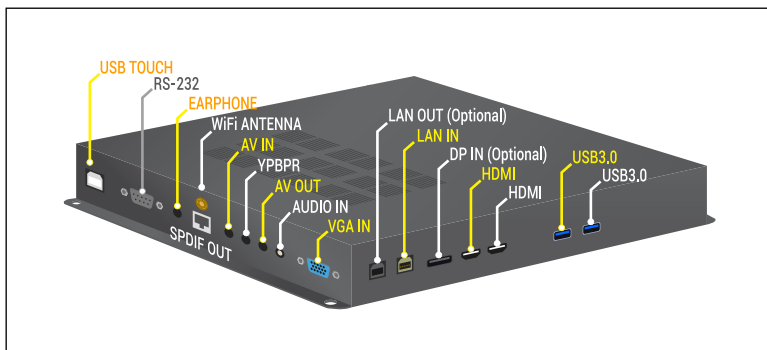 USB TOUCH
RS-232
EARPHONE
WiFi ANTENNA
AV IN
YPBPR
AV OUT
AUDIO IN
VGA IN
SPDIF OUT
LAN OUT (Optional)
LAN IN
DP IN (Optional)
HDMI
HDMI
USB3.0
USB3.0